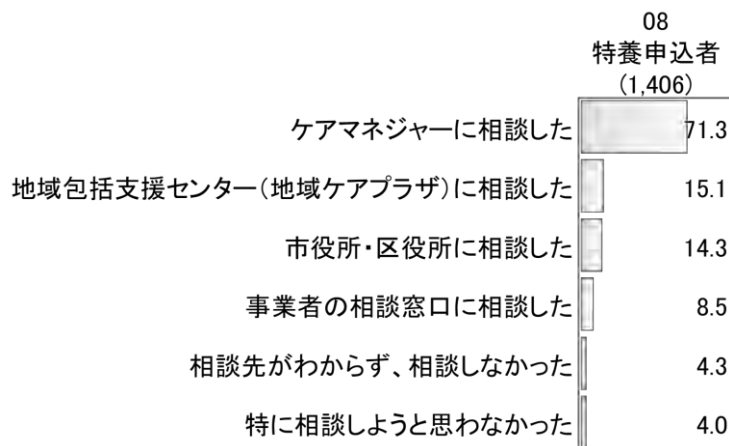 08
特養申込者
(1,406)
ケアマネジャーに相談した 71.3
地域包括支援センター(地域ケアプラザ)に相談した 15.1
市役所・区役所に相談した 14.3
事業者の相談窓口に相談した 8.5
相談先がわからず、相談しなかった 4.3
特に相談しようと思わなかった 4.0